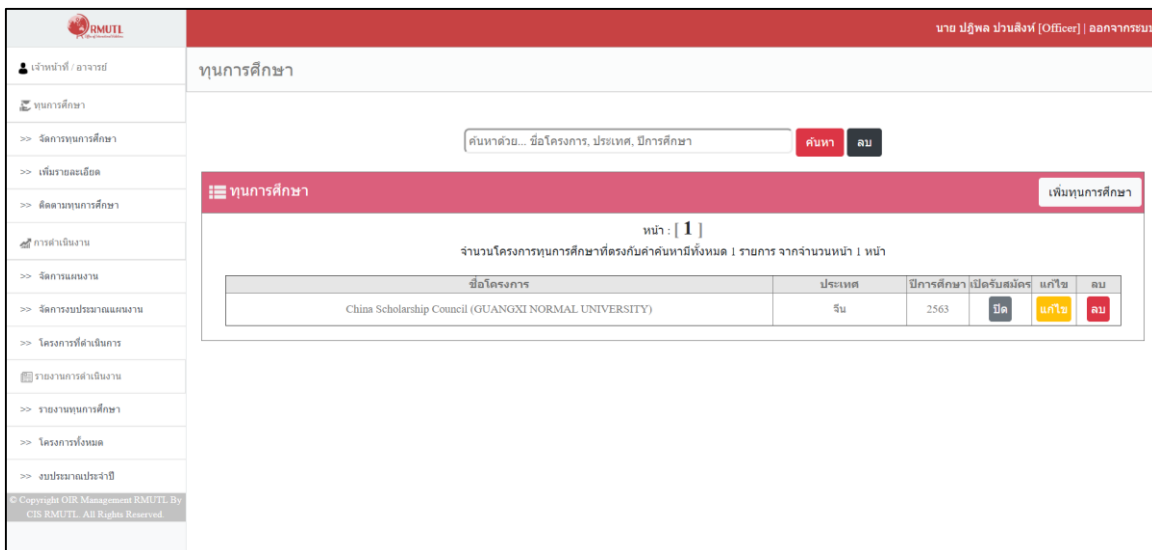 RMUTL
นาย ปฎิพล ปวนสิงห์ [Officer] | ออกจากระบบ
เจ้าหน้าที่ / อาจารย์
ทุนการศึกษา
ทุนการศึกษา
>> จัดการทุนการศึกษา
ค้นหาด้วย... ชื่อโครงการ, ประเทศ, ปีการศึกษา
ค้นหา
ลบ
>> เพิ่มรายละเอียด
>> ติดตามทุนการศึกษา
ทุนการศึกษา
เพิ่มทุนการศึกษา
การดำเนินงาน
หน้า : [ 1 ]
จำนวนโครงการทุนการศึกษาที่ตรงกับคำค้นหามีทั้งหมด 1 รายการ จากจำนวนหน้า 1 หน้า
>> จัดการแผนงาน
ชื่อโครงการ ประเทศ ปีการศึกษา เปิดรับสมัคร แก้ไข ลบ
China Scholarship Council (GUANGXI NORMAL UNIVERSITY) จีน 2563 ปิด แก้ไข ลบ
>> จัดการงบประมาณแผนงาน
>> โครงการที่ดำเนินการ
รายงานการดำเนินงาน
>> รายงานทุนการศึกษา
>> โครงการทั้งหมด
>> งบประมาณประจำปี
© Copyright OIR Management RMUTL By
CIS RMUTL. All Rights Reserved.